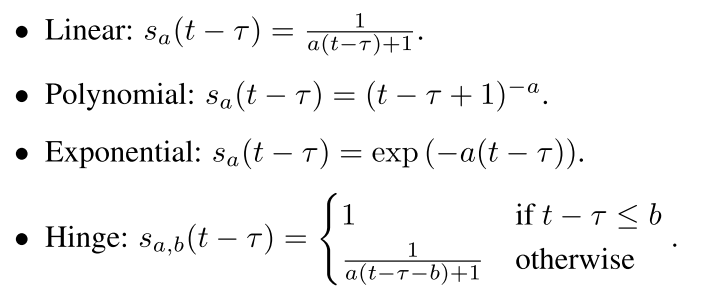 • Linear: s_a(t − τ) = 1/(a(t−τ)+1).
• Polynomial: s_a(t − τ) = (t − τ + 1)^{−a}.
• Exponential: s_a(t − τ) = exp (−a(t − τ)).
• Hinge: s_{a,b}(t − τ) = { 1 if t − τ ≤ b
1/(a(t−τ−b)+1) otherwise .